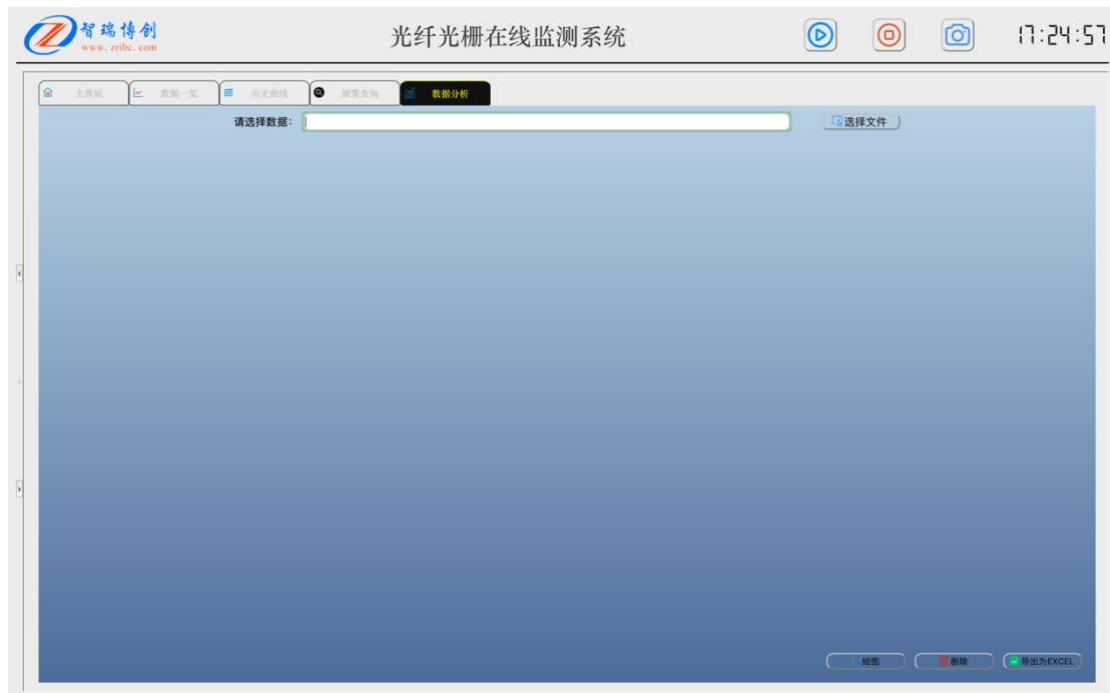 智瑞博创
www. zribc. com
光纤光栅在线监测系统
17:24:57
主界面
数据一览
历史曲线
报警查询
数据分析
请选择数据:
选择文件
绘图
删除
导出为EXCEL